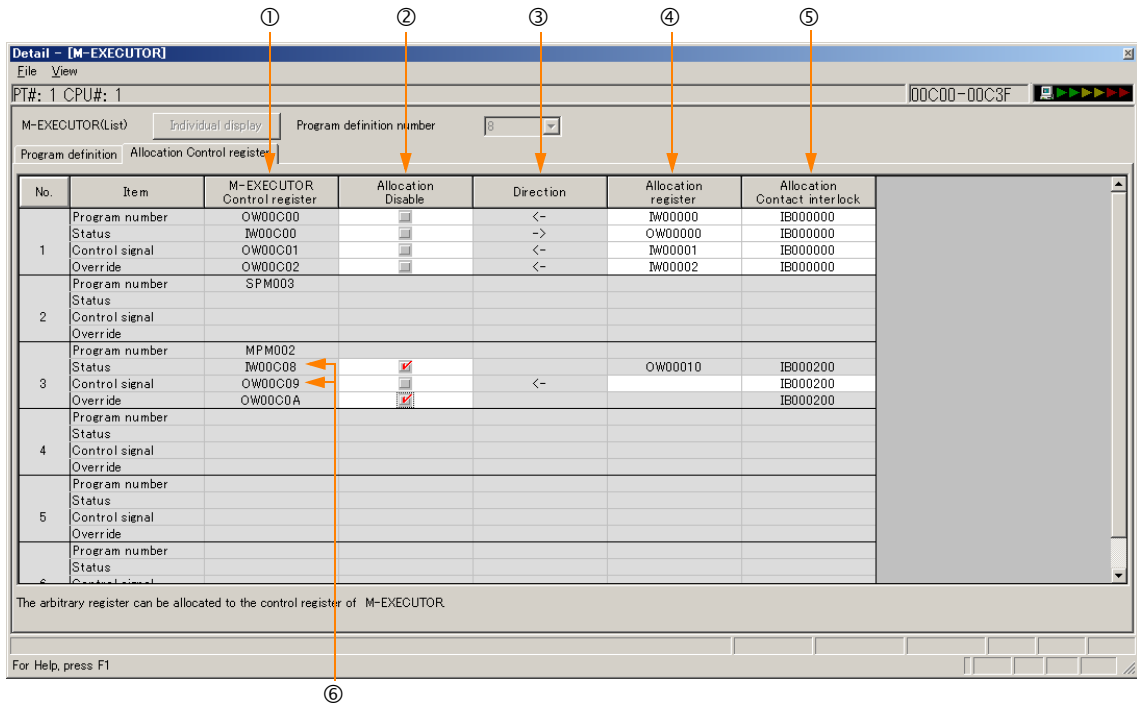 ① ② ③ ④ ⑤
Detail - [M-EXECUTOR]
File View
PT#: 1 CPU#: 1 00C00-00C3F
M-EXECUTOR(List) Individual display Program definition number 8
Program definition Allocation Control register
No. Item M-EXECUTOR Control register Allocation Disable Direction Allocation register Allocation Contact interlock
1
Program number OW00C00 <- IW00000 IB000000
Status IW00C00 -> OW00000 IB000000
Control signal OW00C01 <- IW00001 IB000000
Override OW00C02 <- IW00002 IB000000
2
Program number SPM003
Status
Control signal
Override
3
Program number MPM002
Status IW00C08 OW00010 IB000200
Control signal OW00C09 <- IB000200
Override OW00C0A IB000200
4
Program number
Status
Control signal
Override
5
Program number
Status
Control signal
Override
Program number
Status
The arbitrary register can be allocated to the control register of M-EXECUTOR.
For Help, press F1
⑥